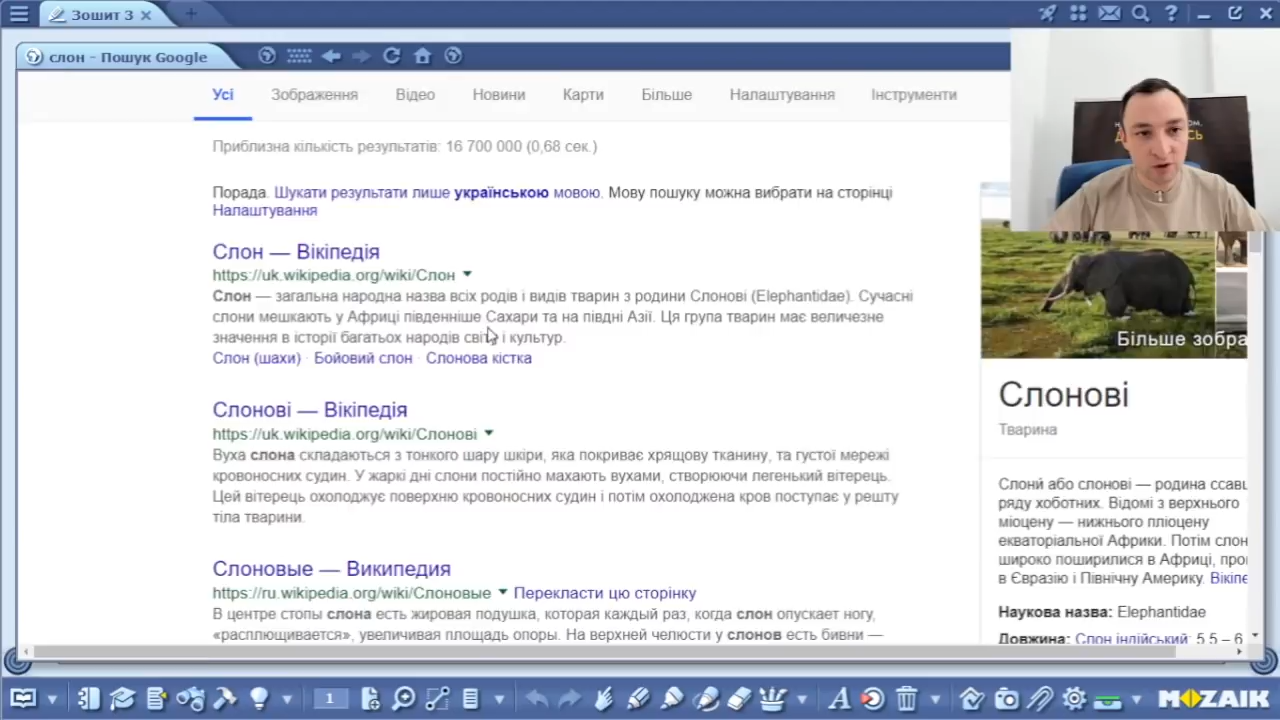 Зошит 3
слон - Пошук Google
Усі Зображення Відео Новини Карти Більше Налаштування Інструменти
Приблизна кількість результатів: 16 700 000 (0,68 сек.)
Порада. Шукати результати лише українською мовою. Мову пошуку можна вибрати на сторінці
Налаштування
Слон — Вікіпедія
https://uk.wikipedia.org/wiki/Слон
Слон — загальна народна назва всіх родів і видів тварин з родини Слонові (Elephantidae). Сучасні
слони мешкають у Африці південніше Сахари та на півдні Азії. Ця група тварин має величезне
значення в історії багатьох народів світу і культур.
Слон (шахи) · Бойовий слон · Слонова кістка
Слонові — Вікіпедія
https://uk.wikipedia.org/wiki/Слонові
Вуха слона складаються з тонкого шару шкіри, яка покриває хрящову тканину, та густої мережі
кровоносних судин. У жаркі дні слони постійно махають вухами, створюючи легенький вітерець.
Цей вітерець охолоджує поверхню кровоносних судин і потім охолоджена кров поступає у решту
тіла тварини.
Слоновые — Википедия
https://ru.wikipedia.org/wiki/Слоновые Перекласти цю сторінку
В центре стопы слона есть жировая подушка, которая каждый раз, когда слон опускает ногу,
«расплющивается», увеличивая площадь опоры. На верхней челюсти у слонов есть бивни —
Більше зобра
Слонові
Тварина
Слони́ або слонові — родина ссавц
ряду хоботних. Відомі з верхнього
міоцену — нижнього пліоцену
екваторіальної Африки. Потім слон
широко поширилися в Африці, про
в Євразію і Північну Америку. Вікіпе
Наукова назва: Elephantidae
Довжина: Слон індійський: 5,5 – 6
1
A
MOZAIK